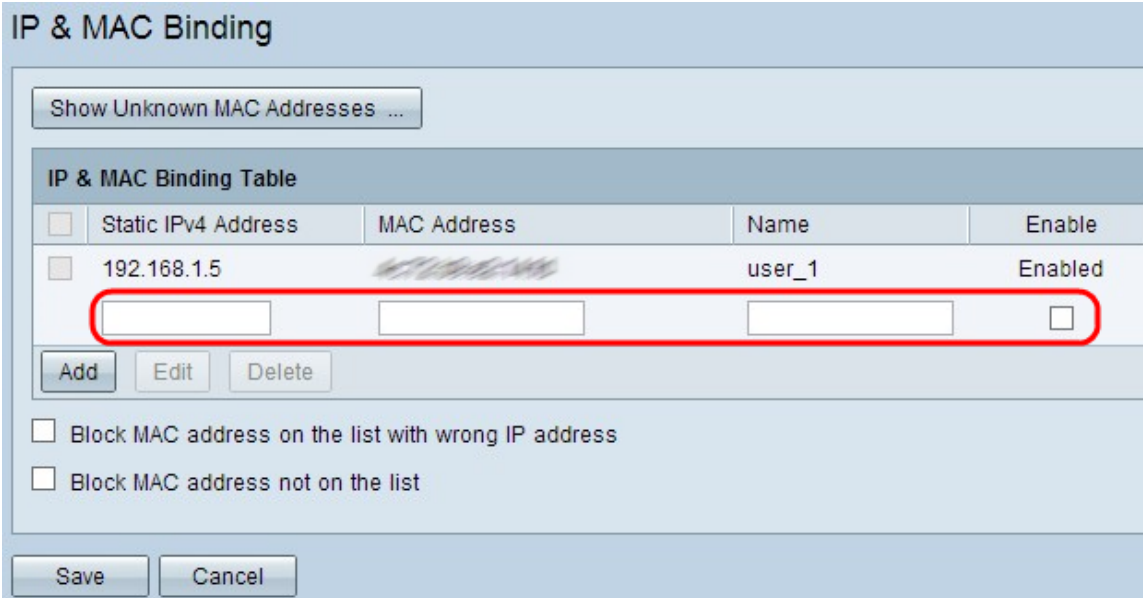 IP & MAC Binding
Show Unknown MAC Addresses ...
IP & MAC Binding Table
Static IPv4 Address MAC Address Name Enable
192.168.1.5 user_1 Enabled
Add Edit Delete
Block MAC address on the list with wrong IP address
Block MAC address not on the list
Save Cancel